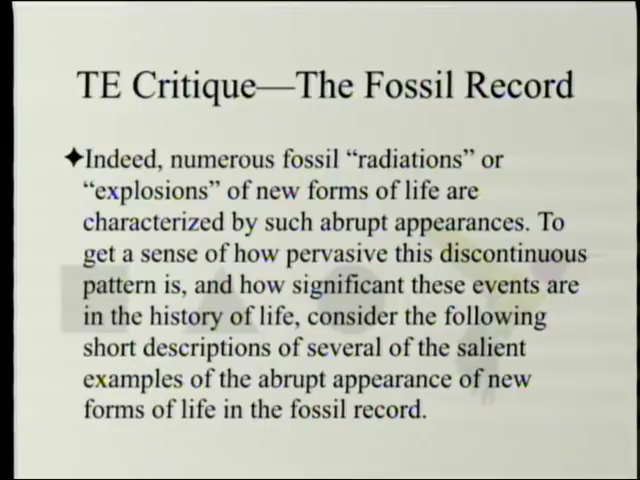 TE Critique—The Fossil Record
✦Indeed, numerous fossil “radiations” or
“explosions” of new forms of life are
characterized by such abrupt appearances. To
get a sense of how pervasive this discontinuous
pattern is, and how significant these events are
in the history of life, consider the following
short descriptions of several of the salient
examples of the abrupt appearance of new
forms of life in the fossil record.